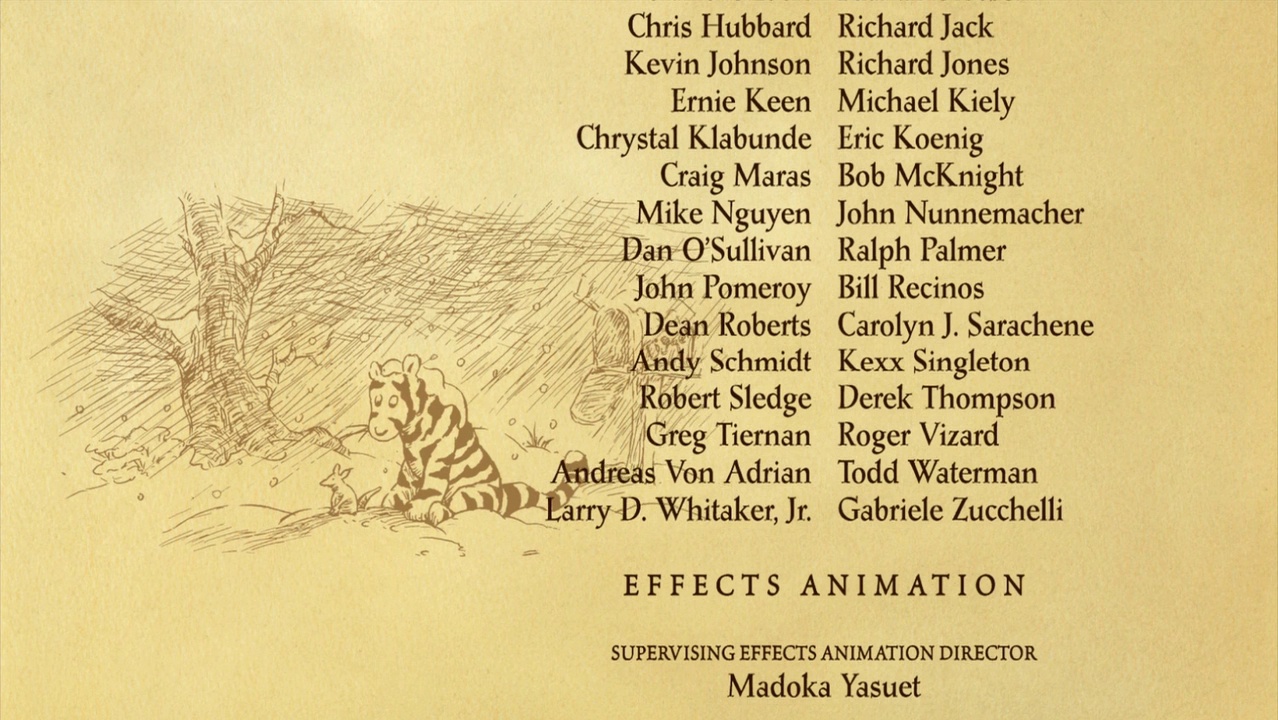 Chris Hubbard Richard Jack
Kevin Johnson Richard Jones
Ernie Keen Michael Kiely
Chrystal Klabunde Eric Koenig
Craig Maras Bob McKnight
Mike Nguyen John Nunnemacher
Dan O'Sullivan Ralph Palmer
John Pomeroy Bill Recinos
Dean Roberts Carolyn J. Sarachene
Andy Schmidt Kexx Singleton
Robert Sledge Derek Thompson
Greg Tiernan Roger Vizard
Andreas Von Adrian Todd Waterman
Larry D. Whitaker, Jr. Gabriele Zucchelli
EFFECTS ANIMATION
SUPERVISING EFFECTS ANIMATION DIRECTOR
Madoka Yasuet